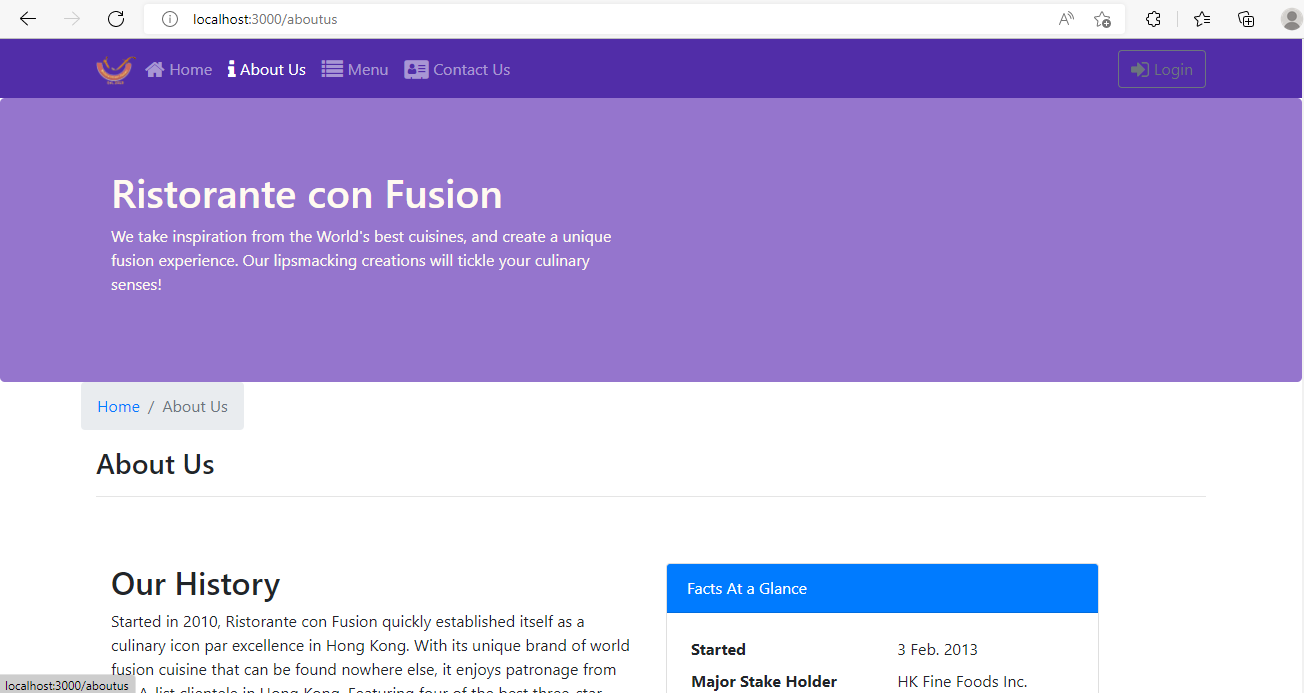 localhost:3000/aboutus
Home About Us Menu Contact Us Login
Ristorante con Fusion
We take inspiration from the World's best cuisines, and create a unique
fusion experience. Our lipsmacking creations will tickle your culinary
senses!
Home / About Us
About Us
Our History
Started in 2010, Ristorante con Fusion quickly established itself as a
culinary icon par excellence in Hong Kong. With its unique brand of world
fusion cuisine that can be found nowhere else, it enjoys patronage from
A-list clientele in Hong Kong. Featuring four of the best three-star
Facts At a Glance
Started 3 Feb. 2013
Major Stake Holder HK Fine Foods Inc.
localhost:3000/aboutus